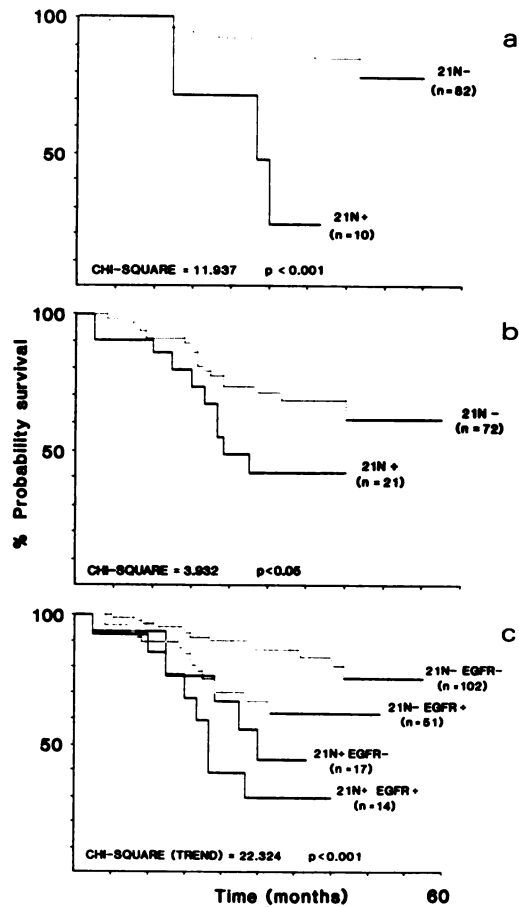 a
100
50
21N-
(n=82)
21N+
(n=10)
CHI-SQUARE = 11.937 p < 0.001
b
100
50
21N -
(n=72)
21N +
(n=21)
CHI-SQUARE = 3.932 p<0.05
% Probability survival
c
100
50
21N- EGFR-
(n=102)
21N- EGFR+
(n=51)
21N+EGFR-
(n=17)
21N+ EGFR+
(n=14)
CHI-SQUARE (TREND) = 22.324 p<0.001
Time (months) 60